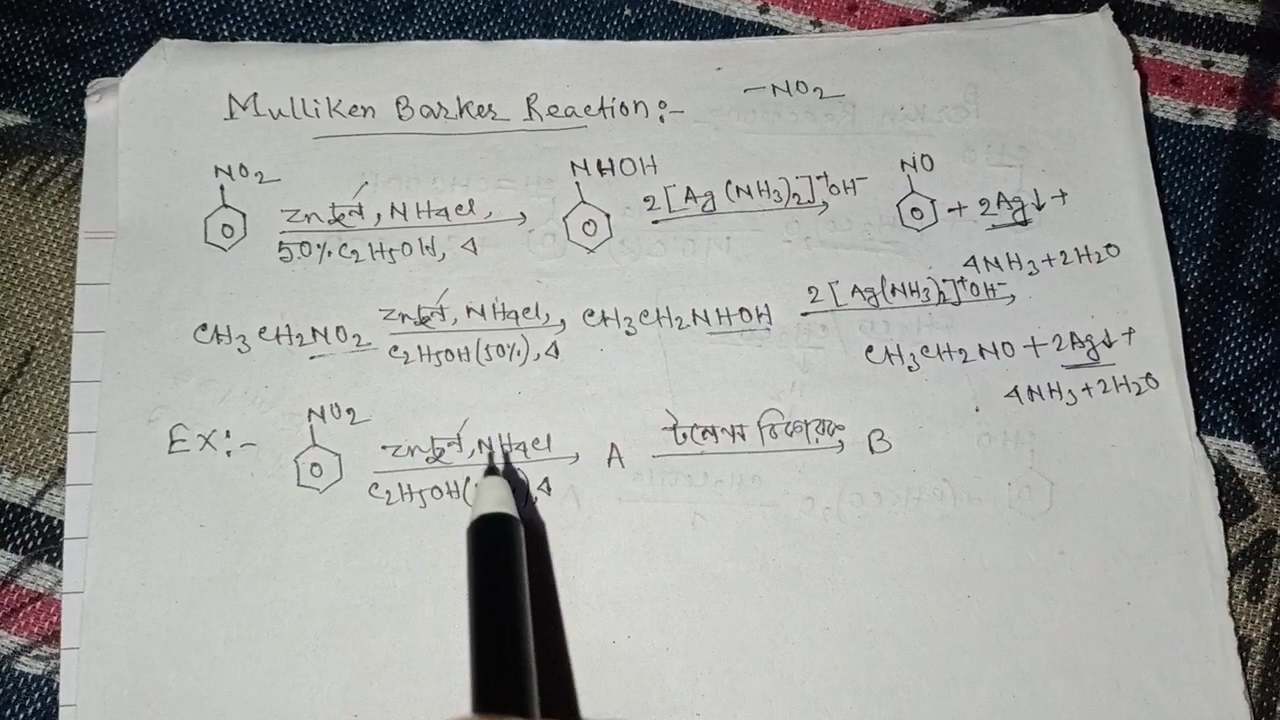 Mulliken Barker Reaction:- -NO2
NO2 NHOH NO
Zn চূর্ণ, NH4Cl, 2[Ag(NH3)2]+OH- + 2Ag↓ +
50% C2H5OH, Δ
4NH3+2H2O
CH3CH2NO2 Zn চূর্ণ, NH4Cl, CH3CH2NHOH 2[Ag(NH3)2]+OH-
C2H5OH(50%), Δ CH3CH2NO + 2Ag↓ +
4NH3+2H2O
NO2
Ex:- Zn চূর্ণ, NH4Cl A টলেন্স বিকারক B
C2H5OH( ), Δ